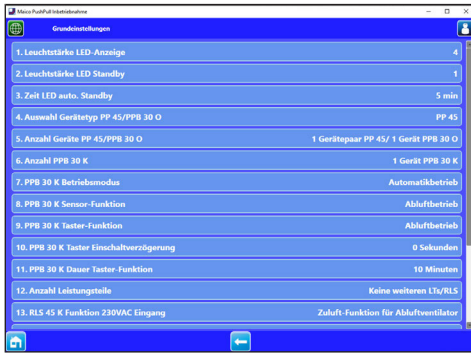 Maico PushPull Inbetriebnahme
Grundeinstellungen
1. Leuchtstärke LED-Anzeige 4
2. Leuchtstärke LED Standby 1
3. Zeit LED auto. Standby 5 min
4. Auswahl Gerätetyp PP 45/PPB 30 O PP 45
5. Anzahl Geräte PP 45/PPB 30 O 1 Gerätepaar PP 45/ 1 Gerät PPB 30 O
6. Anzahl PPB 30 K 1 Gerät PPB 30 K
7. PPB 30 K Betriebsmodus Automatikbetrieb
8. PPB 30 K Sensor-Funktion Abluftbetrieb
9. PPB 30 K Taster-Funktion Abluftbetrieb
10. PPB 30 K Taster Einschaltverzögerung 0 Sekunden
11. PPB 30 K Dauer Taster-Funktion 10 Minuten
12. Anzahl Leistungsteile Keine weiteren LTs/RLS
13. RLS 45 K Funktion 230VAC Eingang Zuluft-Funktion für Abluftventilator